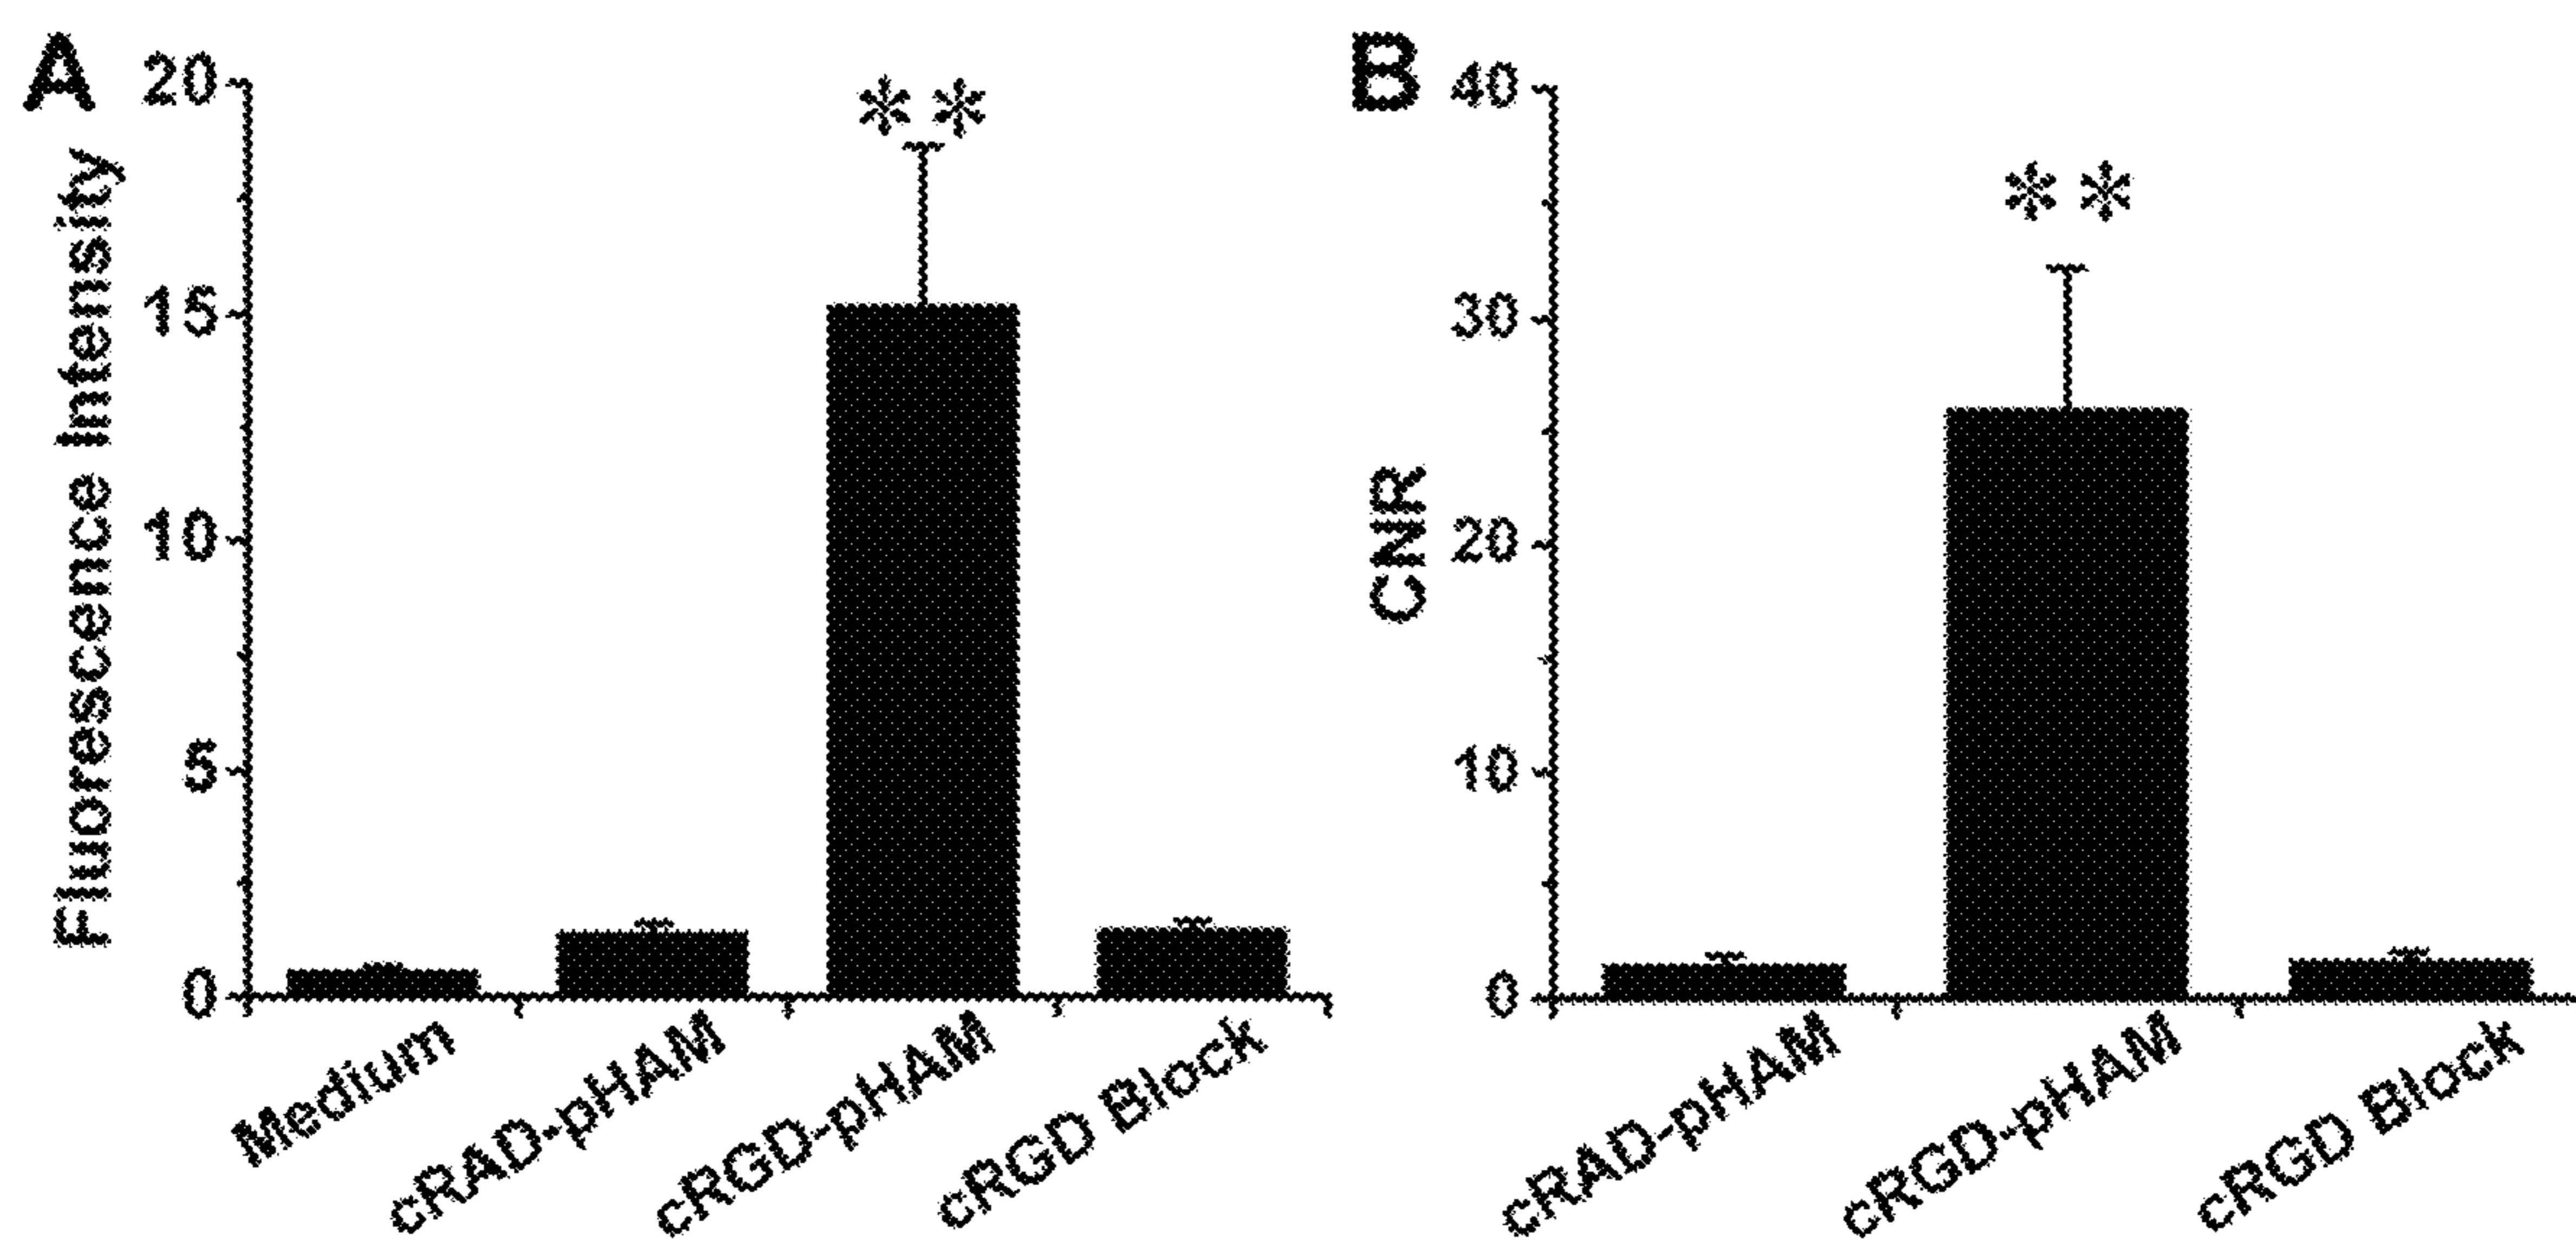 A
Fluorescence Intensity
20
15
10
5
0
**
Medium
cRAD-pHAM
cRGD-pHAM
cRGD Block
B
CNR
40
30
20
10
0
**
cRAD-pHAM
cRGD-pHAM
cRGD Block